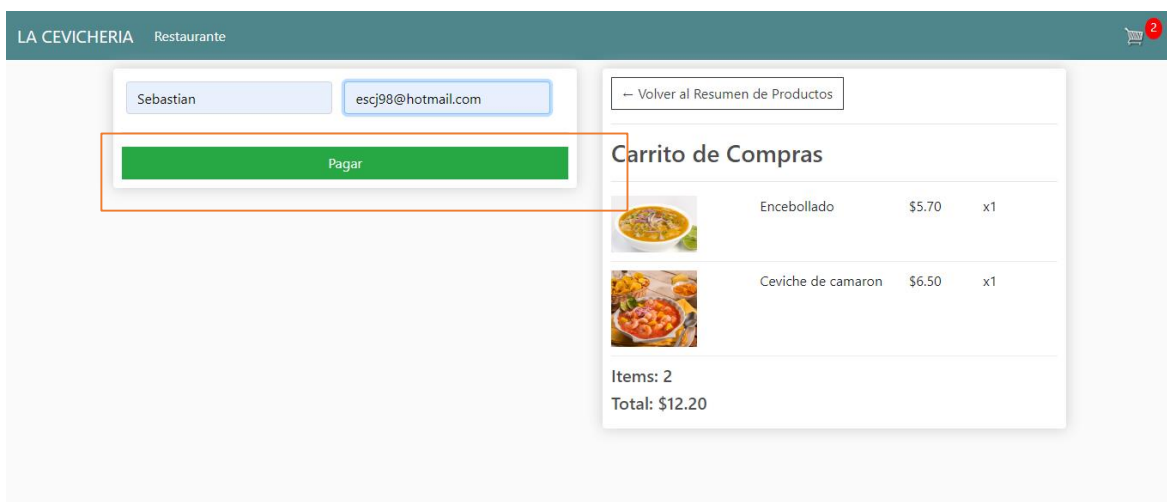 LA CEVICHERIA Restaurante 2
Sebastian escj98@hotmail.com
Pagar
← Volver al Resumen de Productos
Carrito de Compras
Encebollado $5.70 x1
Ceviche de camaron $6.50 x1
Items: 2
Total: $12.20